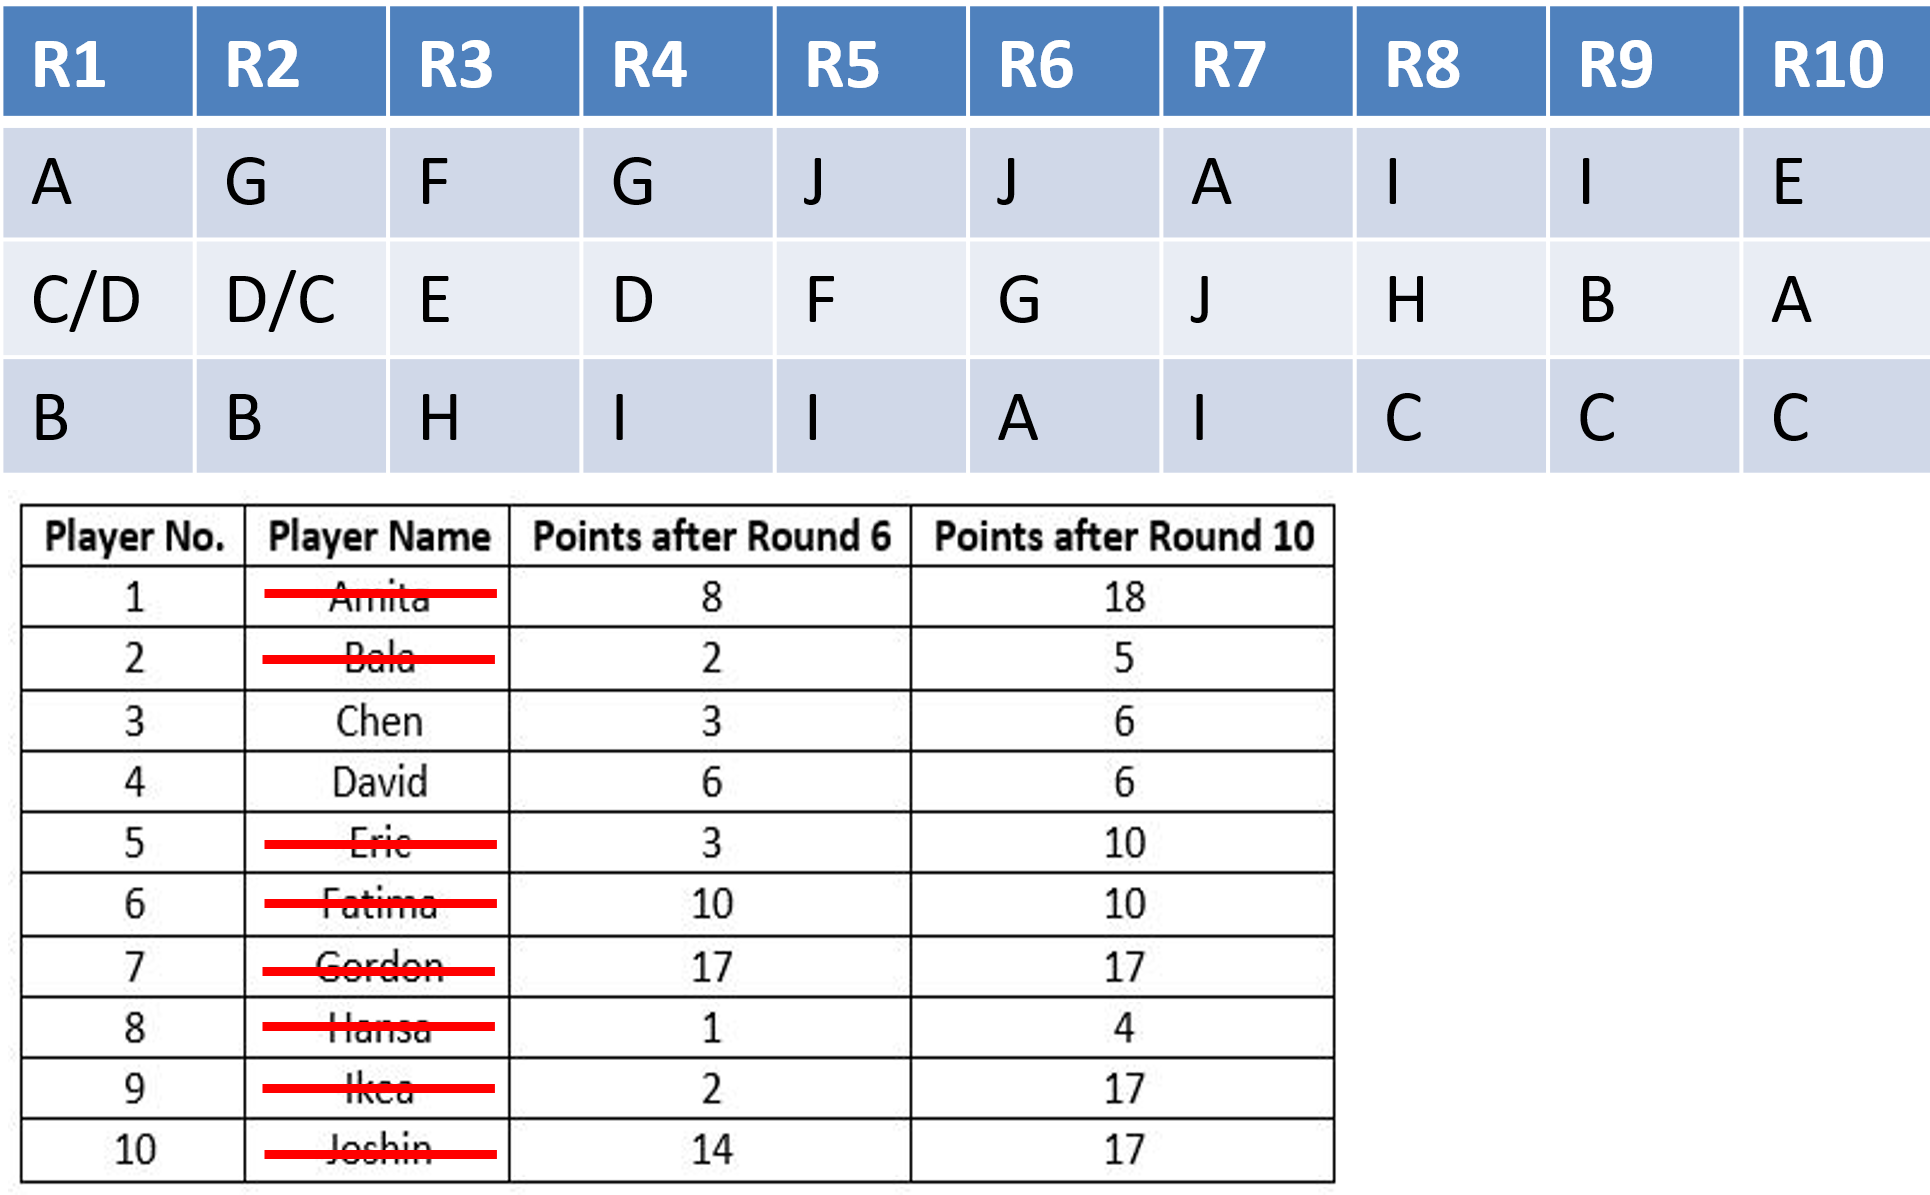 R1 R2 R3 R4 R5 R6 R7 R8 R9 R10
A G F G J J A I I E
C/D D/C E D F G J H B A
B B H I I A I C C C
Player No. Player Name Points after Round 6 Points after Round 10
1 Amita 8 18
2 Bala 2 5
3 Chen 3 6
4 David 6 6
5 Eric 3 10
6 Fatima 10 10
7 Gordon 17 17
8 Hansa 1 4
9 Ikea 2 17
10 Joshin 14 17